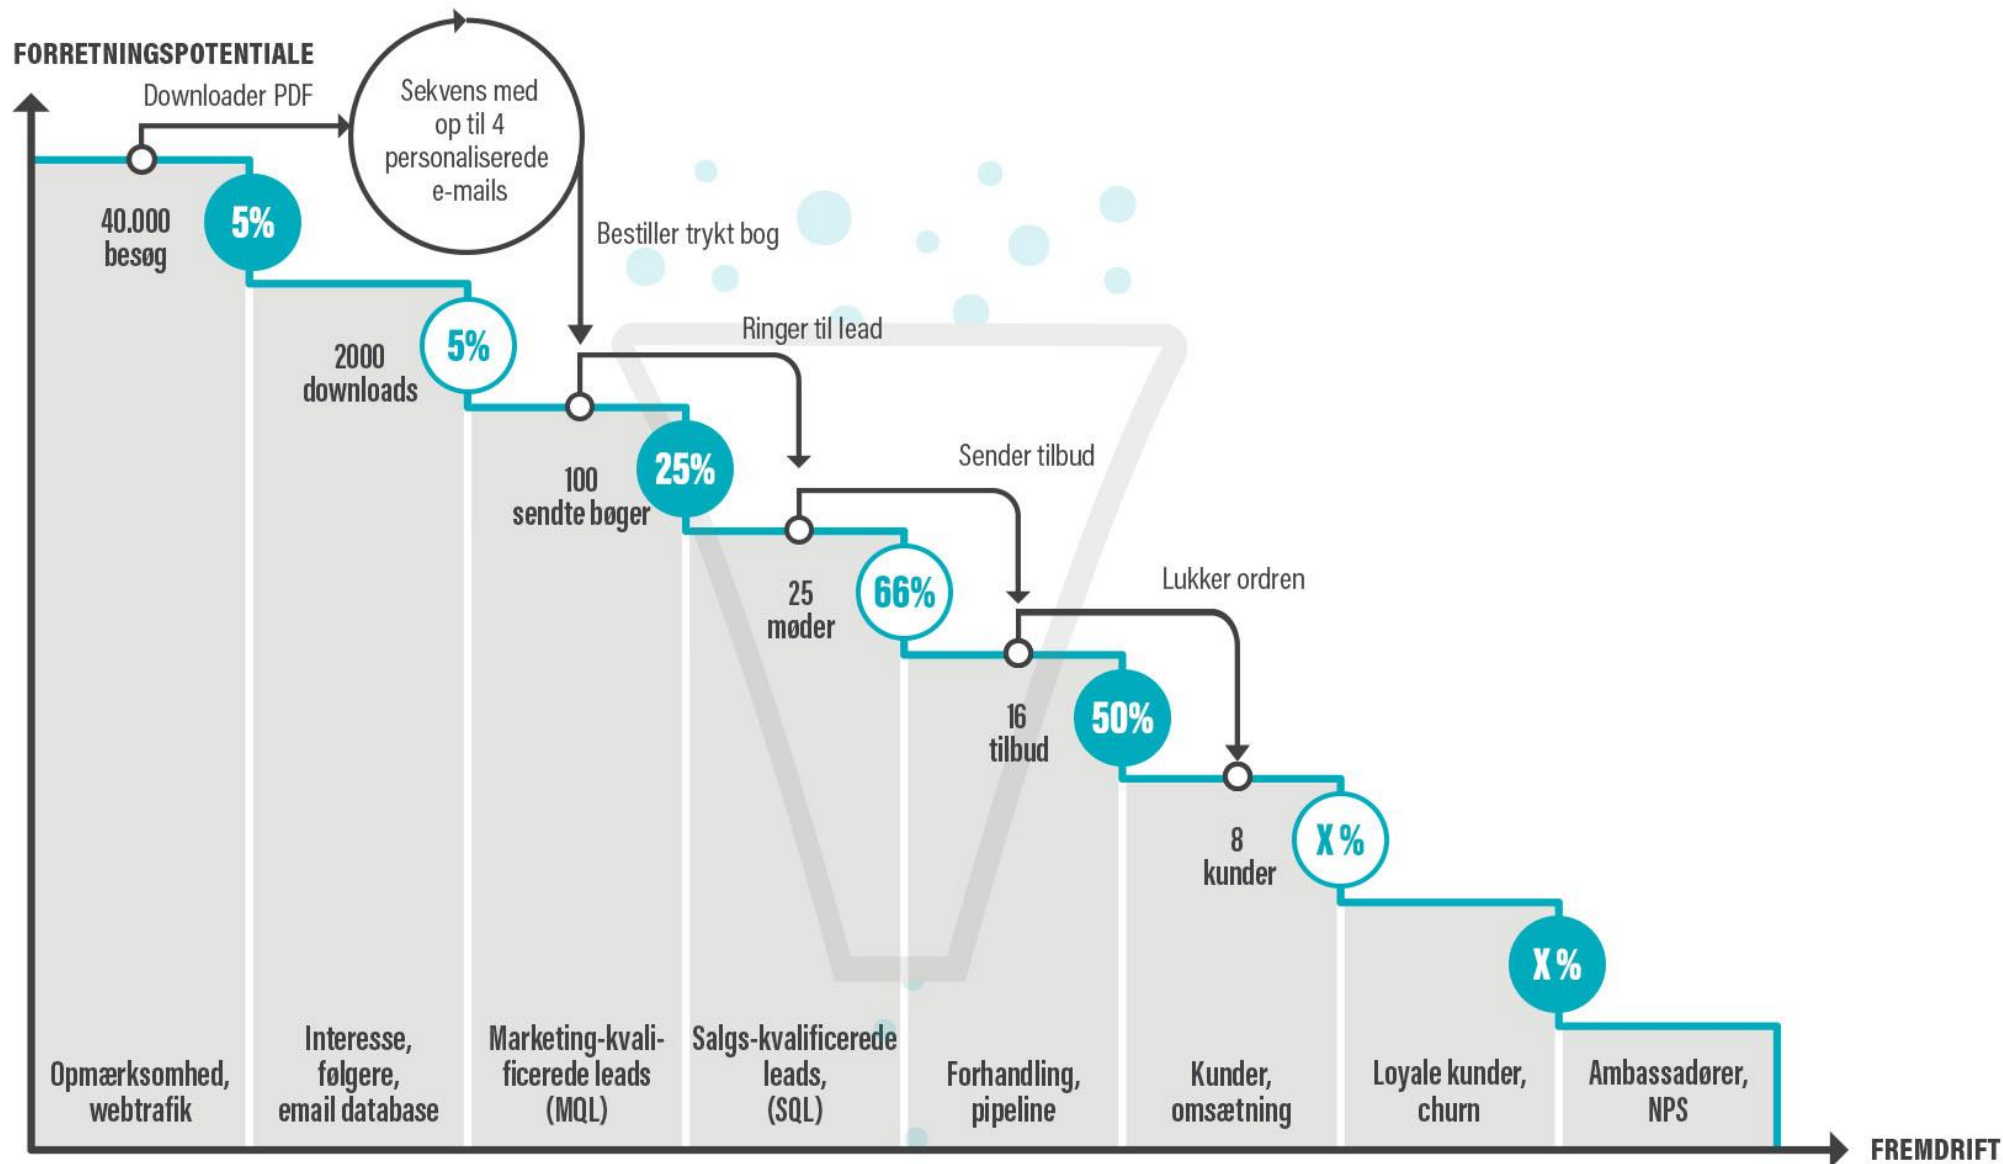 FORRETNINGSPOTENTIALE
Downloader PDF
Sekvens med
op til 4
personaliserede
e-mails
40.000
besøg
5%
Bestiller trykt bog
2000
downloads
5%
Ringer til lead
100
sendte bøger
25%
Sender tilbud
25
møder
66%
Lukker ordren
16
tilbud
50%
8
kunder
X %
X %
Opmærksomhed,
webtrafik
Interesse,
følgere,
email database
Marketing-kvali-
ficerede leads
(MQL)
Salgs-kvalificerede
leads,
(SQL)
Forhandling,
pipeline
Kunder,
omsætning
Loyale kunder,
churn
Ambassadører,
NPS
FREMDRIFT